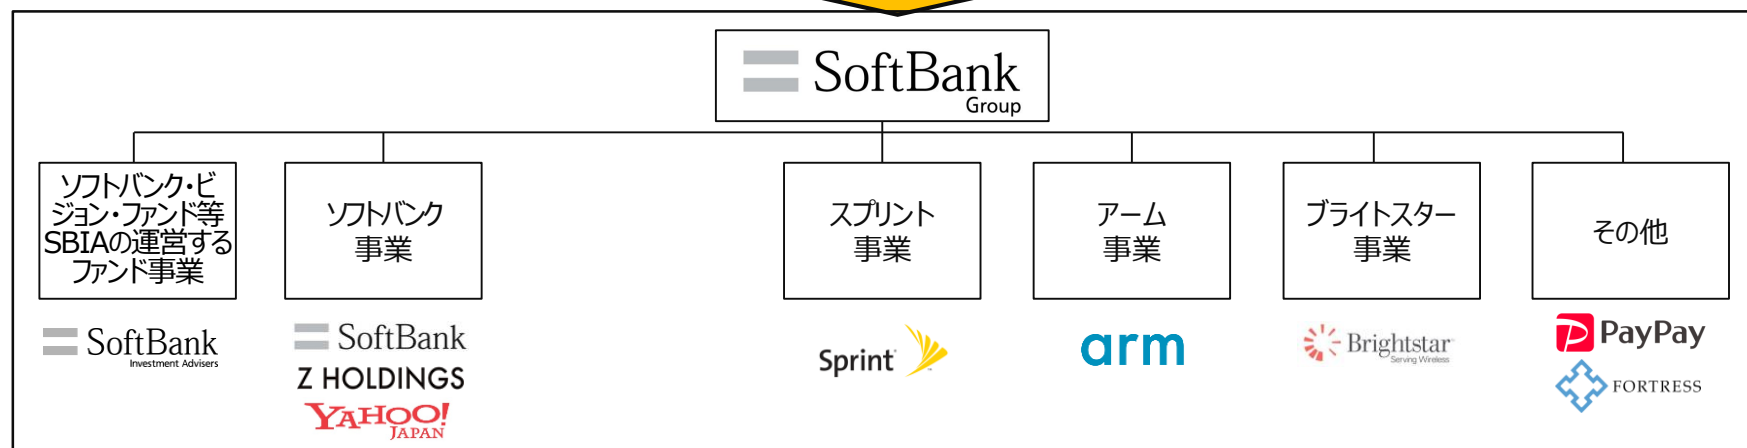 SoftBank
Group
ソフトバンク・ビ
ジョン・ファンド等
SBIAの運営する
ファンド事業
ソフトバンク
事業
スプリント
事業
アーム
事業
ブライトスター
事業
その他
SoftBank
Investment Advisers
SoftBank
Z HOLDINGS
YAHOO!
JAPAN
Sprint
arm
Brightstar
Serving Wireless
PayPay
FORTRESS